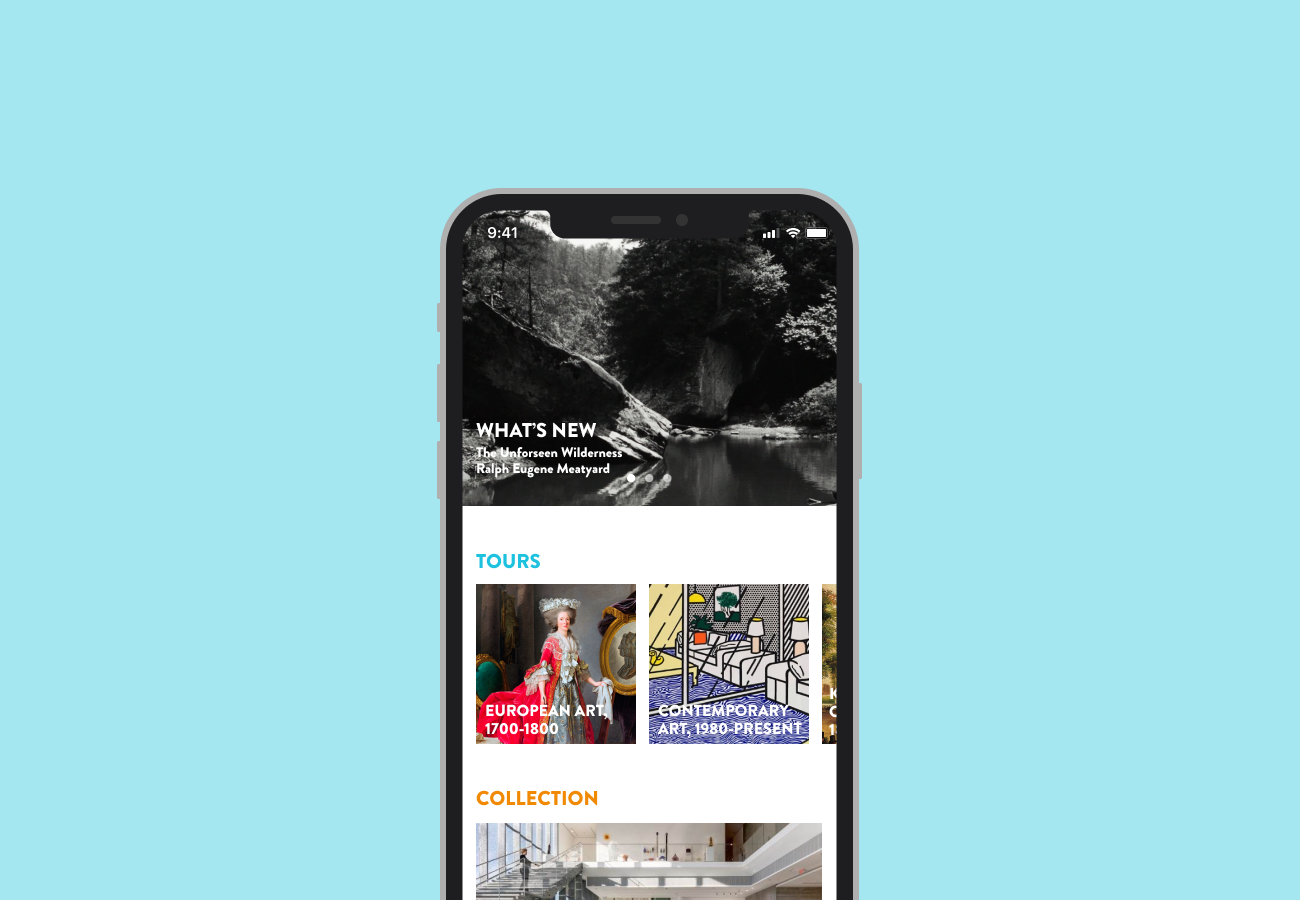 9:41
WHAT’S NEW
The Unforseen Wilderness
Ralph Eugene Meatyard
TOURS
EUROPEAN ART,
1700-1800
CONTEMPORARY
ART, 1980-PRESENT
COLLECTION